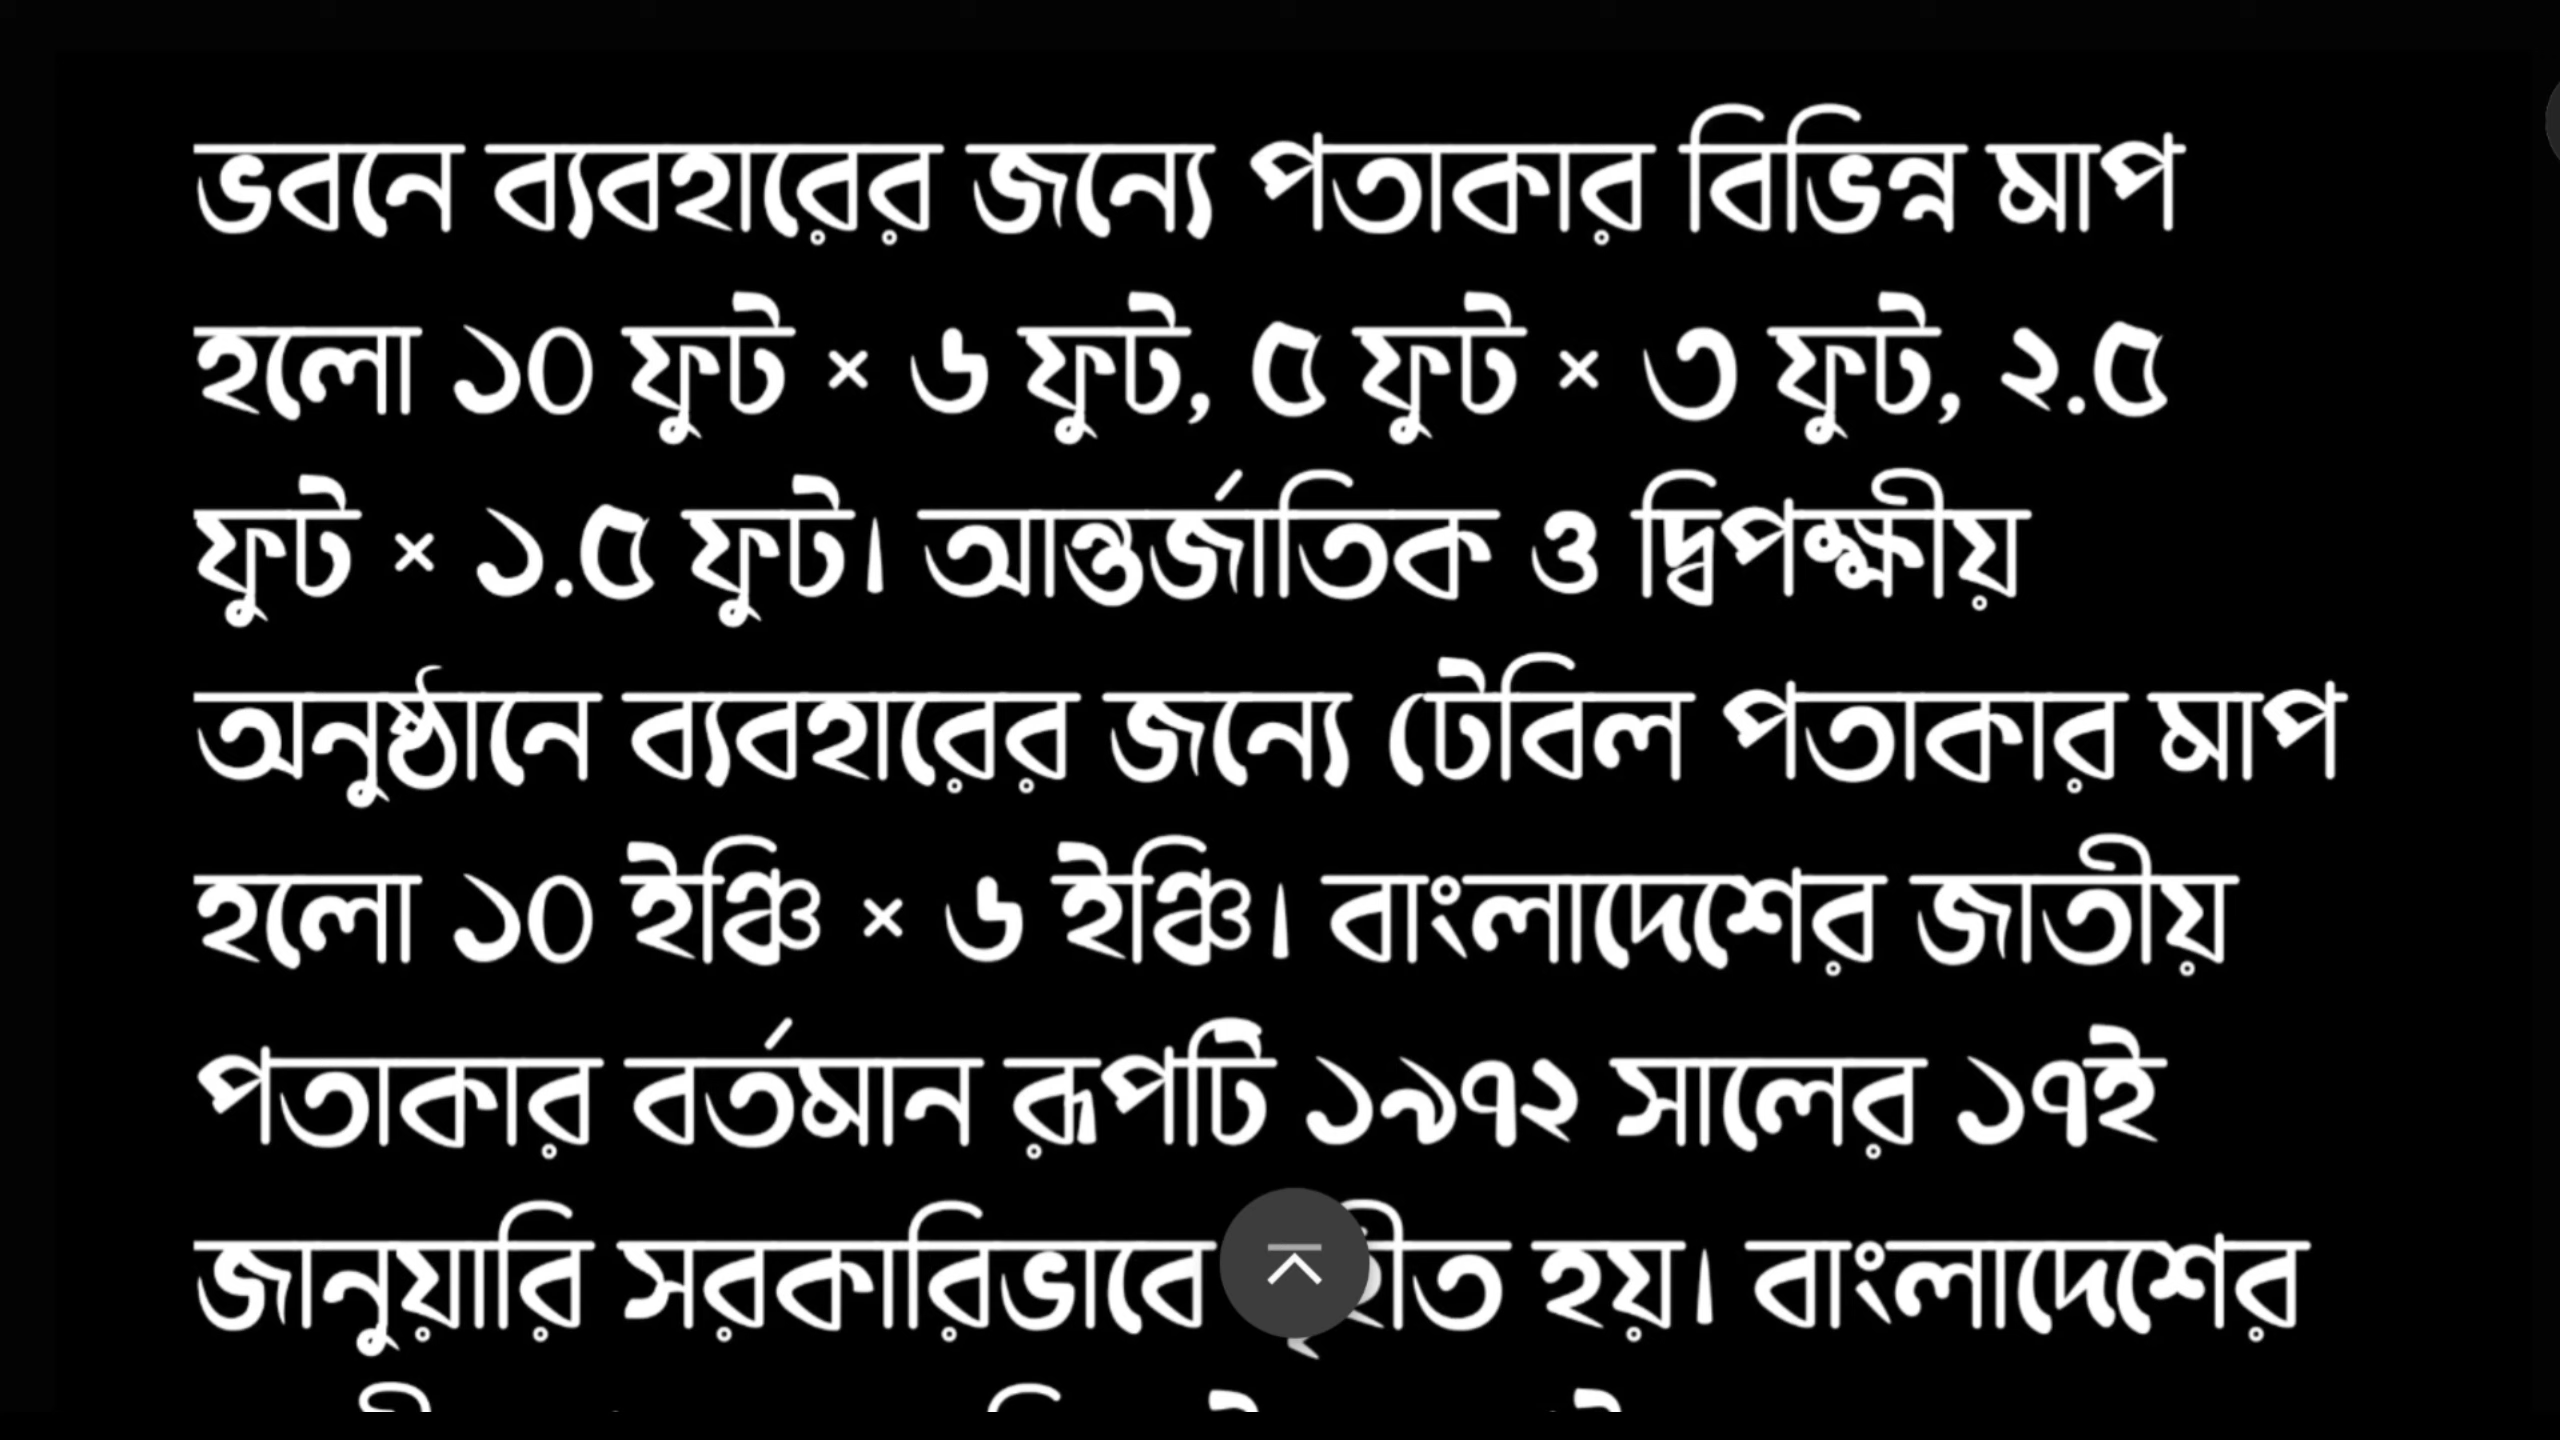 ভবনে ব্যবহারের জন্যে পতাকার বিভিন্ন মাপ
হলো ১০ ফুট × ৬ ফুট, ৫ ফুট × ৩ ফুট, ২.৫
ফুট × ১.৫ ফুট। আন্তর্জাতিক ও দ্বিপক্ষীয়
অনুষ্ঠানে ব্যবহারের জন্যে টেবিল পতাকার মাপ
হলো ১০ ইঞ্চি × ৬ ইঞ্চি। বাংলাদেশের জাতীয়
পতাকার বর্তমান রূপটি ১৯৭২ সালের ১৭ই
জানুয়ারি সরকারিভাবে হয়। বাংলাদেশের